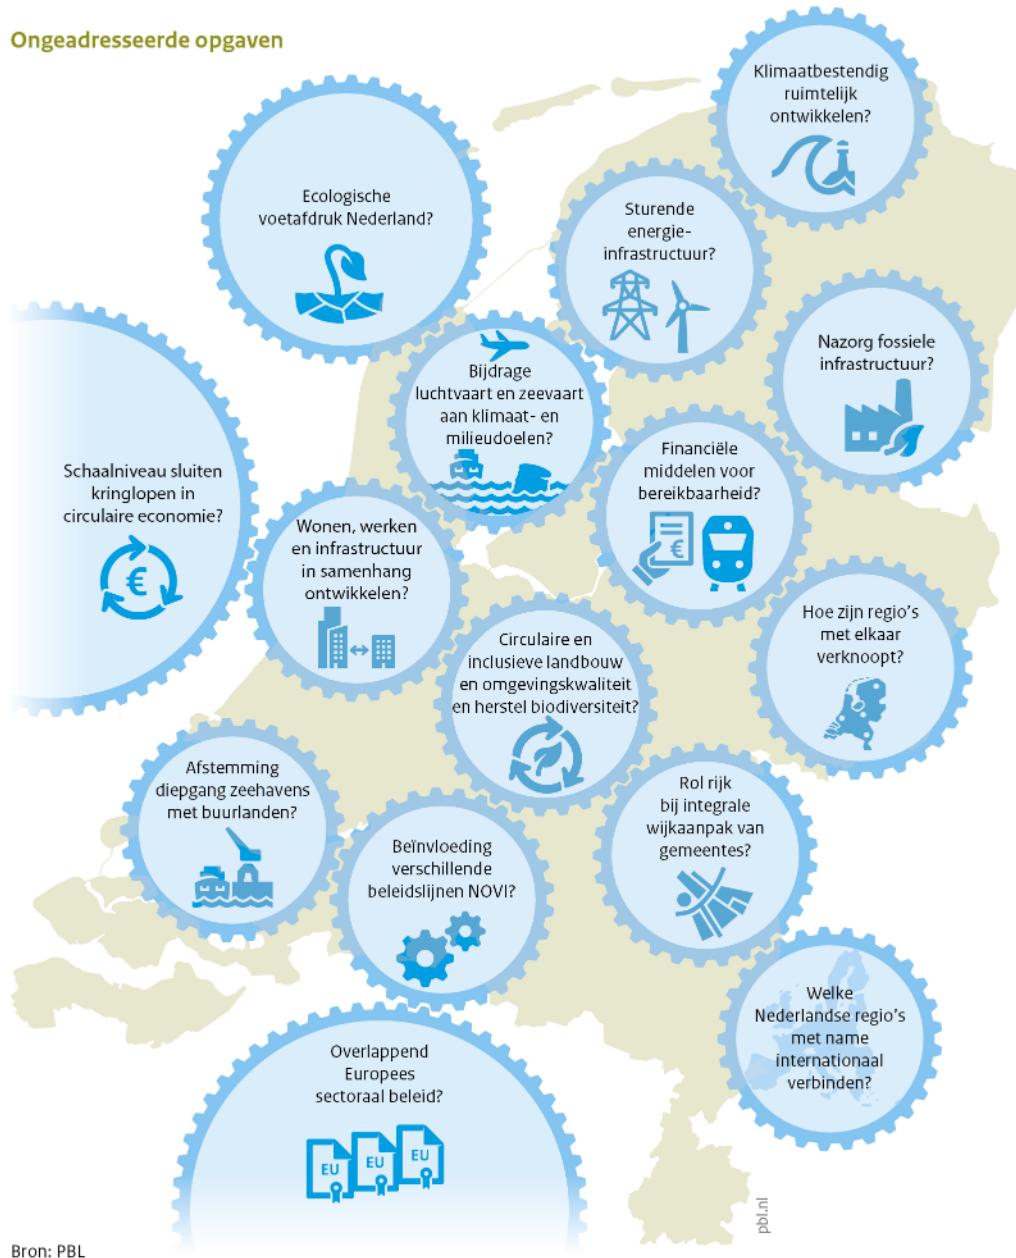 Ongeadresseerde opgaven
Klimaatbestendig
ruimtelijk
ontwikkelen?
Ecologische
voetafdruk Nederland?
Sturende
energie-
infrastructuur?
Nazorg fossiele
infrastructuur?
Bijdrage
luchtvaart en zeevaart
aan klimaat- en
milieudoelen?
Financiële
middelen voor
bereikbaarheid?
€
Schaalniveau sluiten
kringlopen in
circulaire economie?
€
Wonen, werken
en infrastructuur
in samenhang
ontwikkelen?
Hoe zijn regio's
met elkaar
verknoopt?
Circulaire en
inclusieve landbouw
en omgevingskwaliteit
en herstel biodiversiteit?
Afstemming
diepgang zeehavens
met buurlanden?
Rol rijk
bij integrale
wijkaanpak van
gemeentes?
Beïnvloeding
verschillende
beleidslijnen NOVI?
Welke
Nederlandse regio's
met name
internationaal
verbinden?
Overlappend
Europees
sectoraal beleid?
EU EU EU
pbl.nl
Bron: PBL